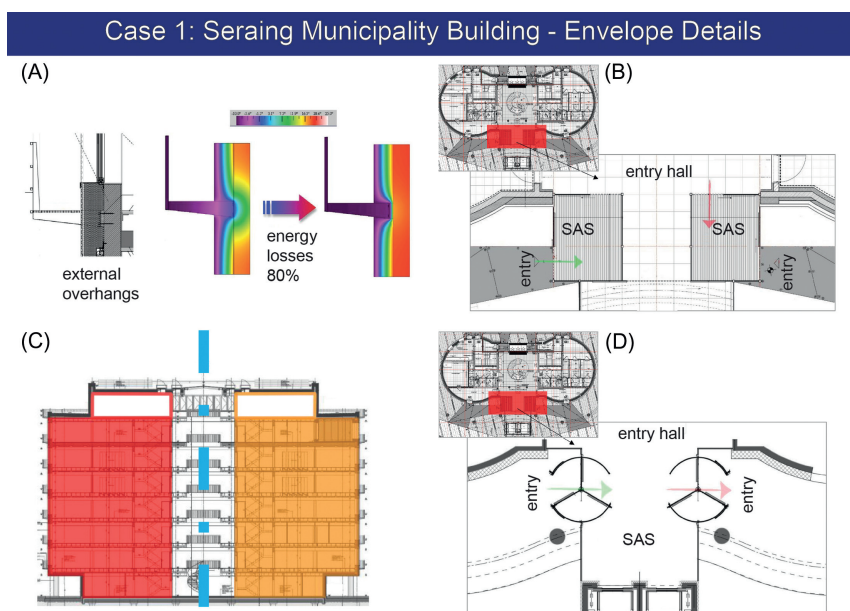 Case 1: Seraing Municipality Building - Envelope Details
(A)
external
overhangs
energy
losses
80%
(B)
entry hall
SAS
SAS
entry
entry
(C)
(D)
entry hall
entry
entry
SAS